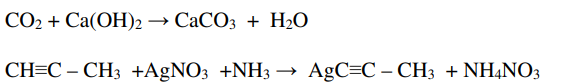 CO₂ + Ca(OH)₂ → CaCO₃ + H₂O
CH≡C – CH₃ +AgNO₃ +NH₃ → AgC≡C – CH₃ + NH₄NO₃